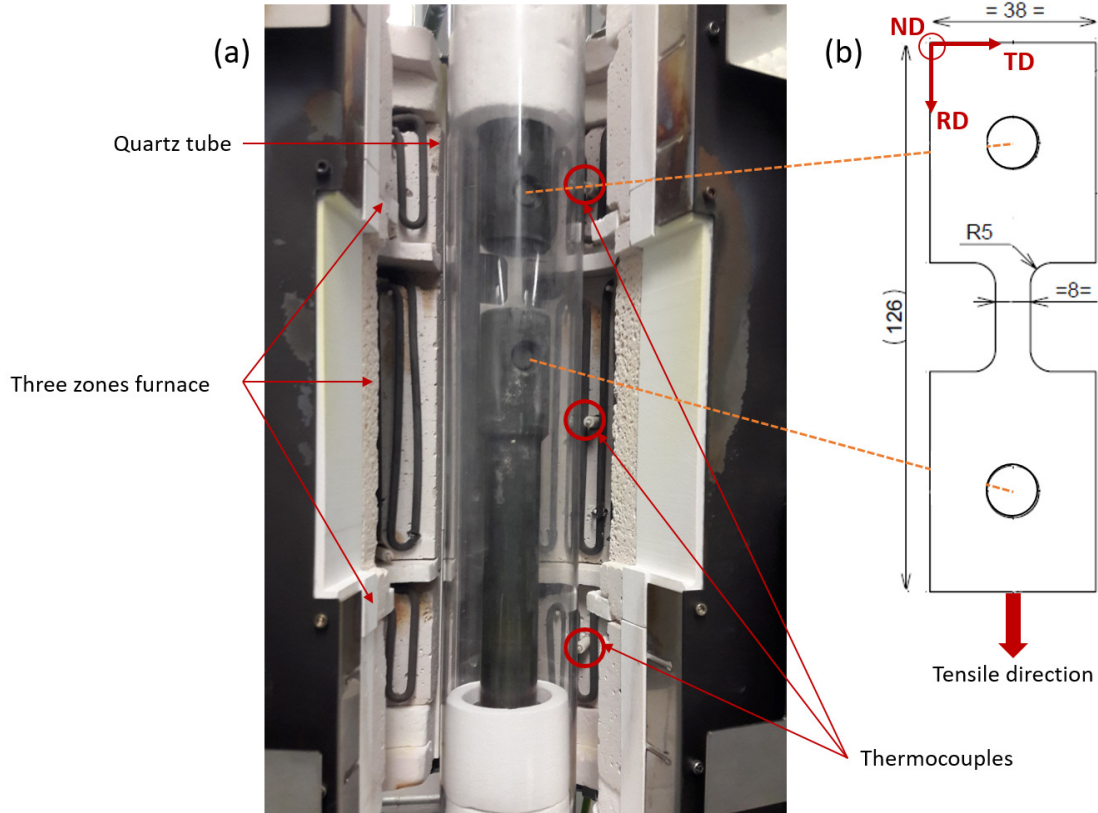 (a)
Quartz tube
Three zones furnace
Thermocouples
(b)
= 38 =
ND
TD
RD
R5
=8=
(126)
Tensile direction